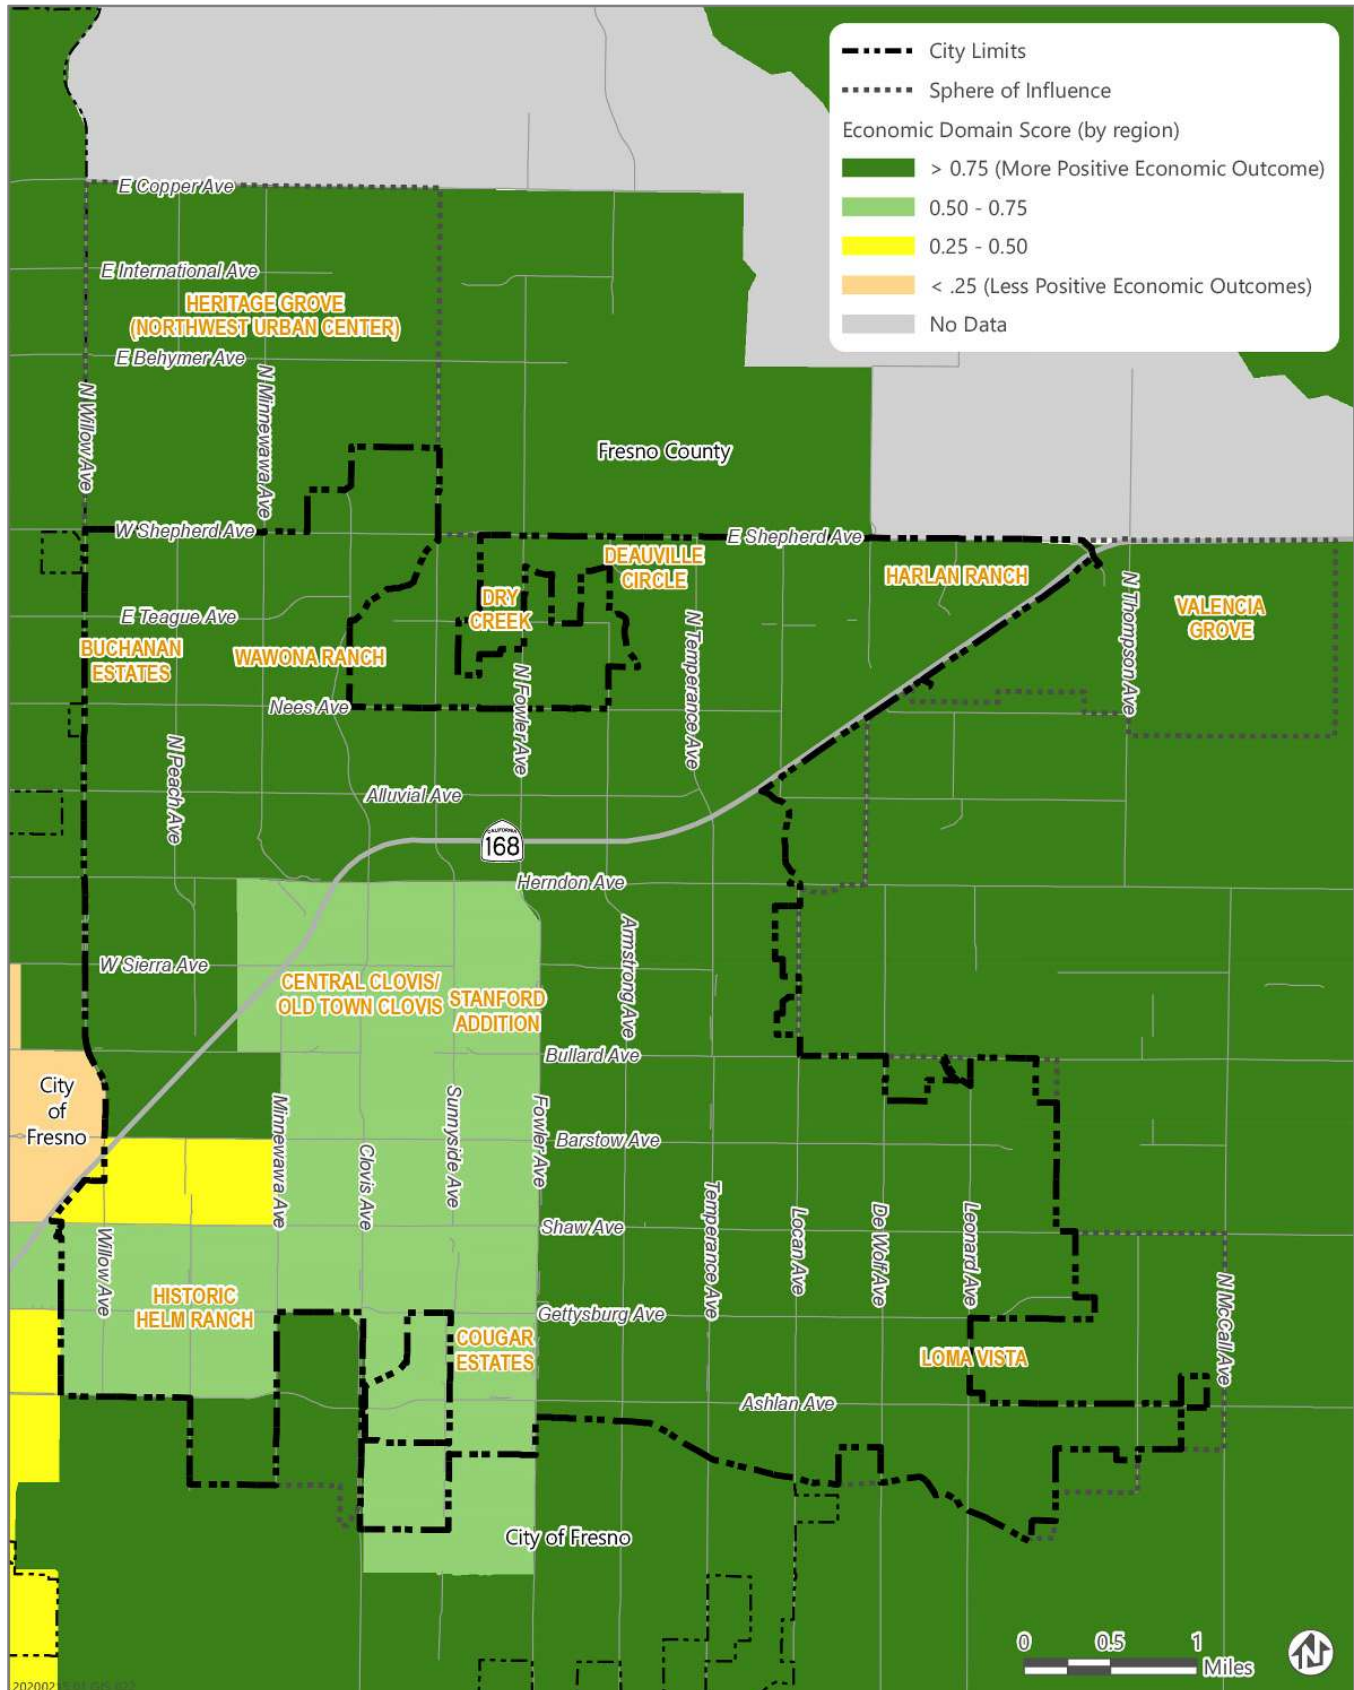 City Limits
Sphere of Influence
Economic Domain Score (by region)
> 0.75 (More Positive Economic Outcome)
0.50 - 0.75
0.25 - 0.50
< .25 (Less Positive Economic Outcomes)
No Data
E Copper Ave
E International Ave
HERITAGE GROVE
(NORTHWEST URBAN CENTER)
E Behymer Ave
N Willow Ave
N Minnewawa Ave
Fresno County
W Shepherd Ave
E Shepherd Ave
DEAUVILLE
CIRCLE
HARLAN RANCH
DRY
CREEK
E Teague Ave
N Temperance Ave
N Thompson Ave
VALENCIA
GROVE
BUCHANAN
ESTATES
WAWONA RANCH
N Fowler Ave
Nees Ave
N Peach Ave
Alluvial Ave
CALIFORNIA
168
Herndon Ave
Armstrong Ave
W Sierra Ave
CENTRAL CLOVIS/
OLD TOWN CLOVIS
STANFORD
ADDITION
Bullard Ave
City
of
Fresno
Minnewawa Ave
Clovis Ave
Sunnyside Ave
Fowler Ave
Barstow Ave
Temperance Ave
Locan Ave
De Wolf Ave
Leonard Ave
Shaw Ave
Willow Ave
N McCall Ave
HISTORIC
HELM RANCH
Gettysburg Ave
COUGAR
ESTATES
LOMA VISTA
Ashlan Ave
City of Fresno
0 0.5 1
Miles
N